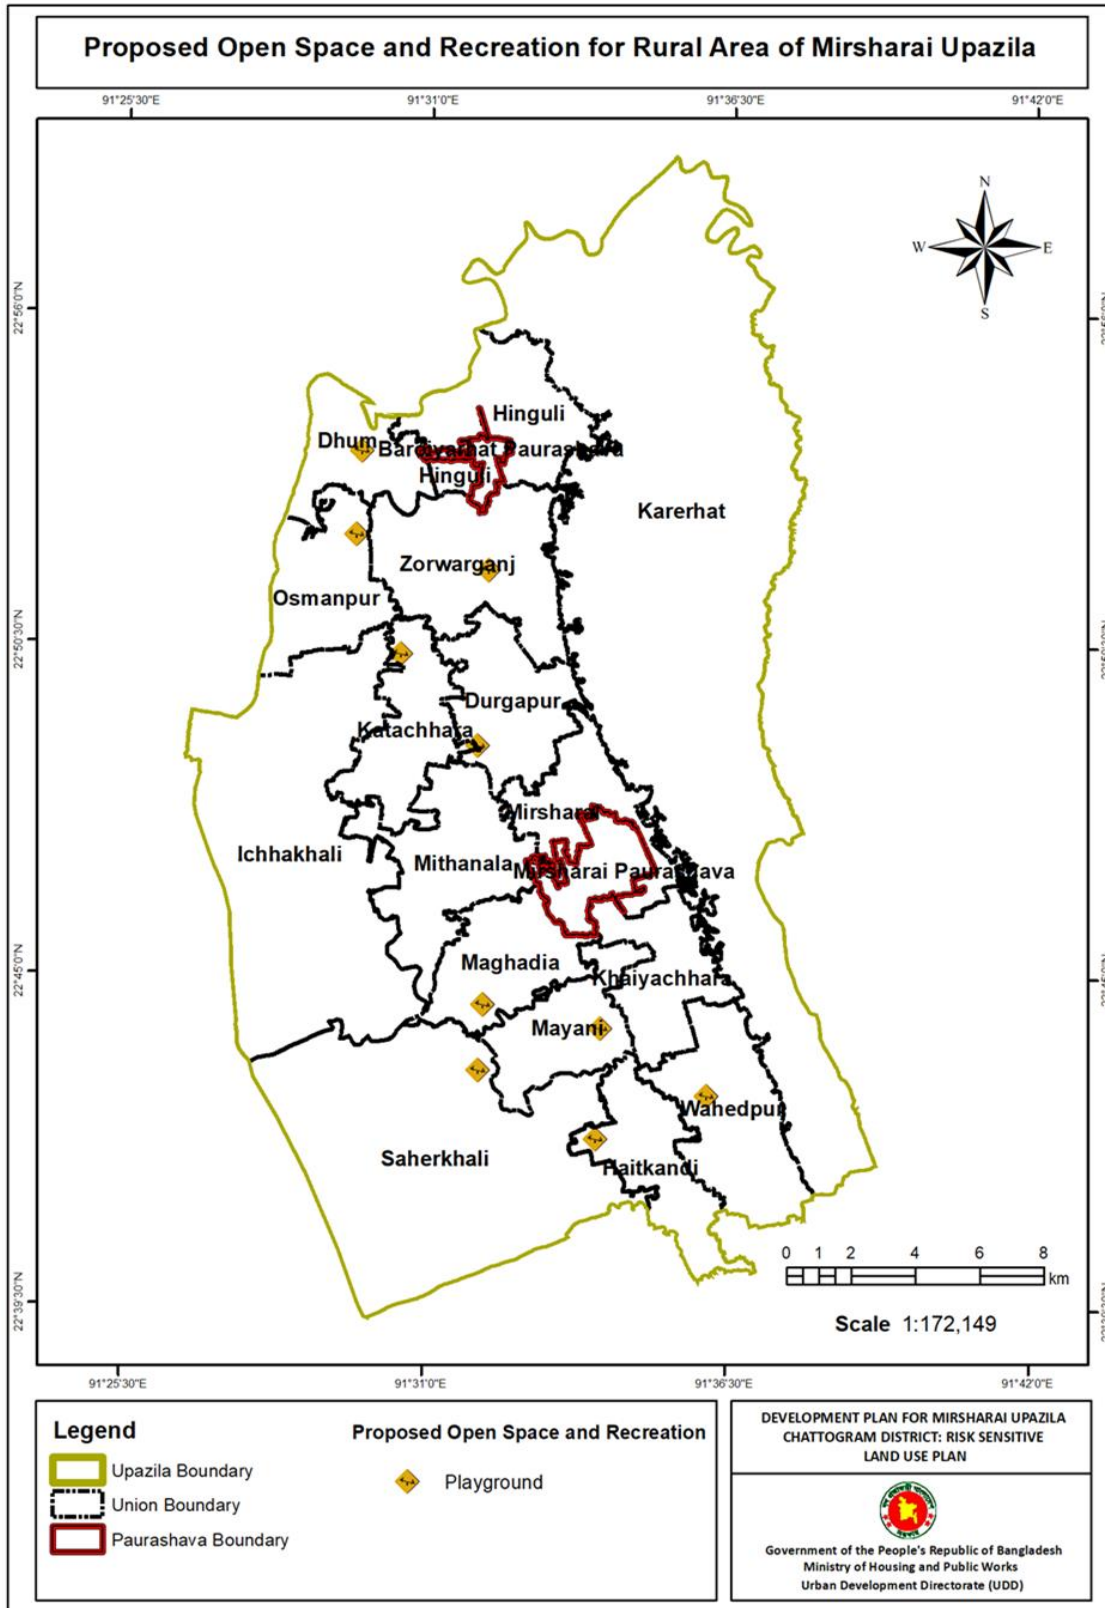 Proposed Open Space and Recreation for Rural Area of Mirsharai Upazila
91°25'30"E 91°31'0"E 91°36'30"E 91°42'0"E
N
W E
S
22°56'0"N
22°50'30"N
22°45'0"N
22°39'30"N
Hinguli
Dhum
Baraiyarhat Paurashava
Hinguli
Karerhat
Zorwarganj
Osmanpur
Durgapur
Katachhara
Mirsharai
Ichhakhali
Mithanala
Mirsharai Paurashava
Maghadia
Khaiyachhara
Mayani
Wahedpur
Saherkhali
Haitkandi
0 1 2 4 6 8
km
Scale 1:172,149
91°25'30"E 91°31'0"E 91°36'30"E 91°42'0"E
Legend
Upazila Boundary
Union Boundary
Paurashava Boundary
Proposed Open Space and Recreation
Playground
DEVELOPMENT PLAN FOR MIRSHARAI UPAZILA
CHATTOGRAM DISTRICT: RISK SENSITIVE
LAND USE PLAN
Government of the People's Republic of Bangladesh
Ministry of Housing and Public Works
Urban Development Directorate (UDD)